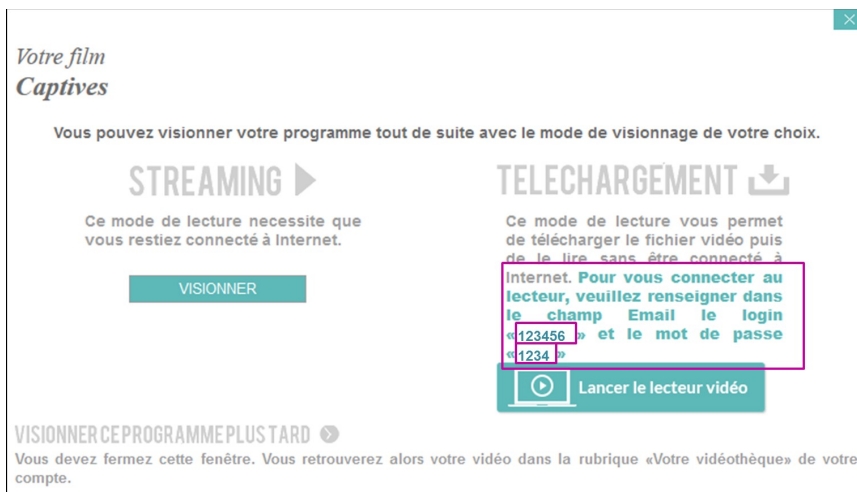 Votre film
Captives
Vous pouvez visionner votre programme tout de suite avec le mode de visionnage de votre choix.
STREAMING
Ce mode de lecture necessite que
vous restiez connecté à Internet.
VISIONNER
TELECHARGEMENT
Ce mode de lecture vous permet
de télécharger le fichier vidéo puis
de le lire sans être connecté à
Internet. Pour vous connecter au
lecteur, veuillez renseigner dans
le champ Email le login
«123456 » et le mot de passe
«1234 »
Lancer le lecteur vidéo
VISIONNER CE PROGRAMME PLUS TARD
Vous devez fermez cette fenêtre. Vous retrouverez alors votre vidéo dans la rubrique «Votre vidéothèque» de votre
compte.